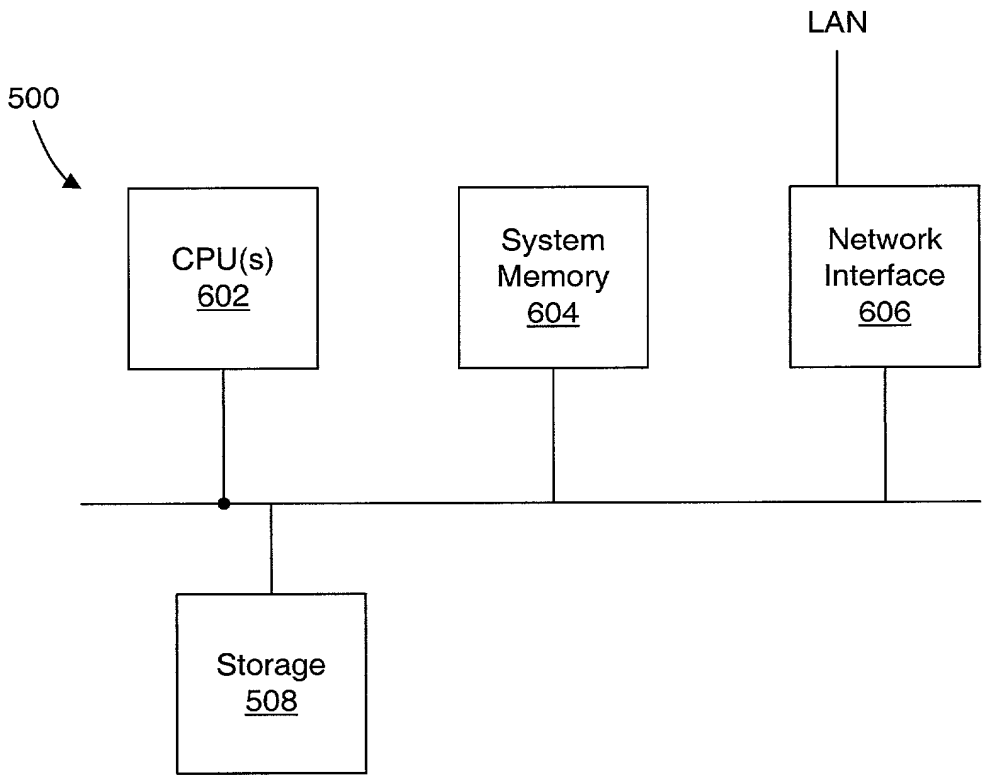 LAN
500
CPU(s)
602
System
Memory
604
Network
Interface
606
Storage
508